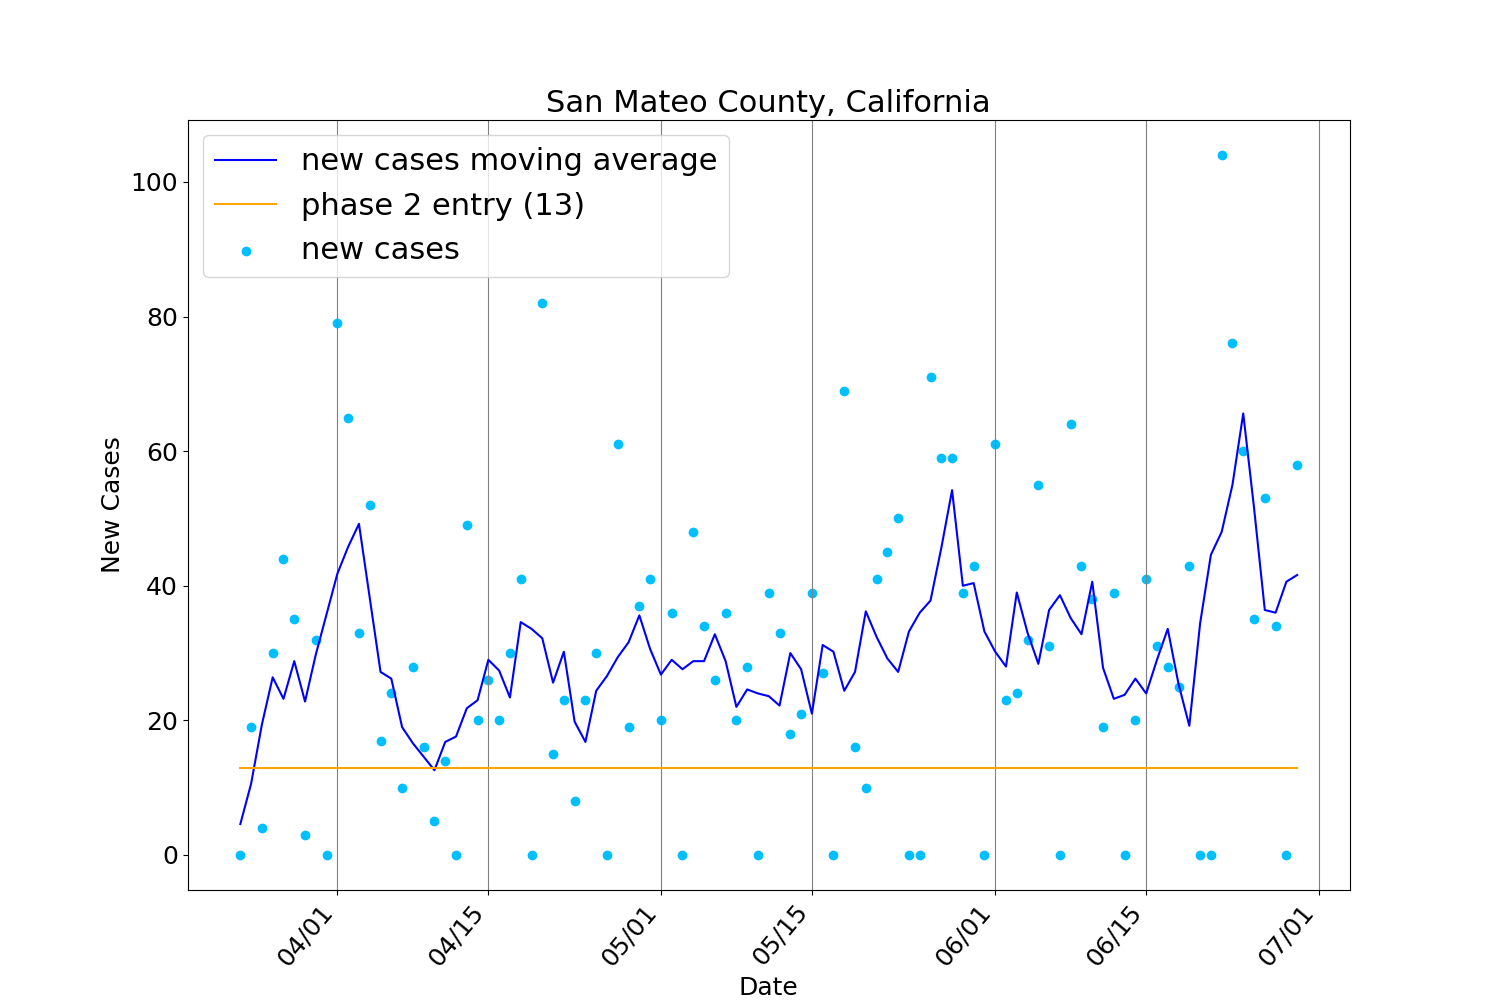 San Mateo County, California
new cases moving average
phase 2 entry (13)
new cases
100
80
60
40
20
0
New Cases
04/01
04/15
05/01
05/15
06/01
06/15
07/01
Date